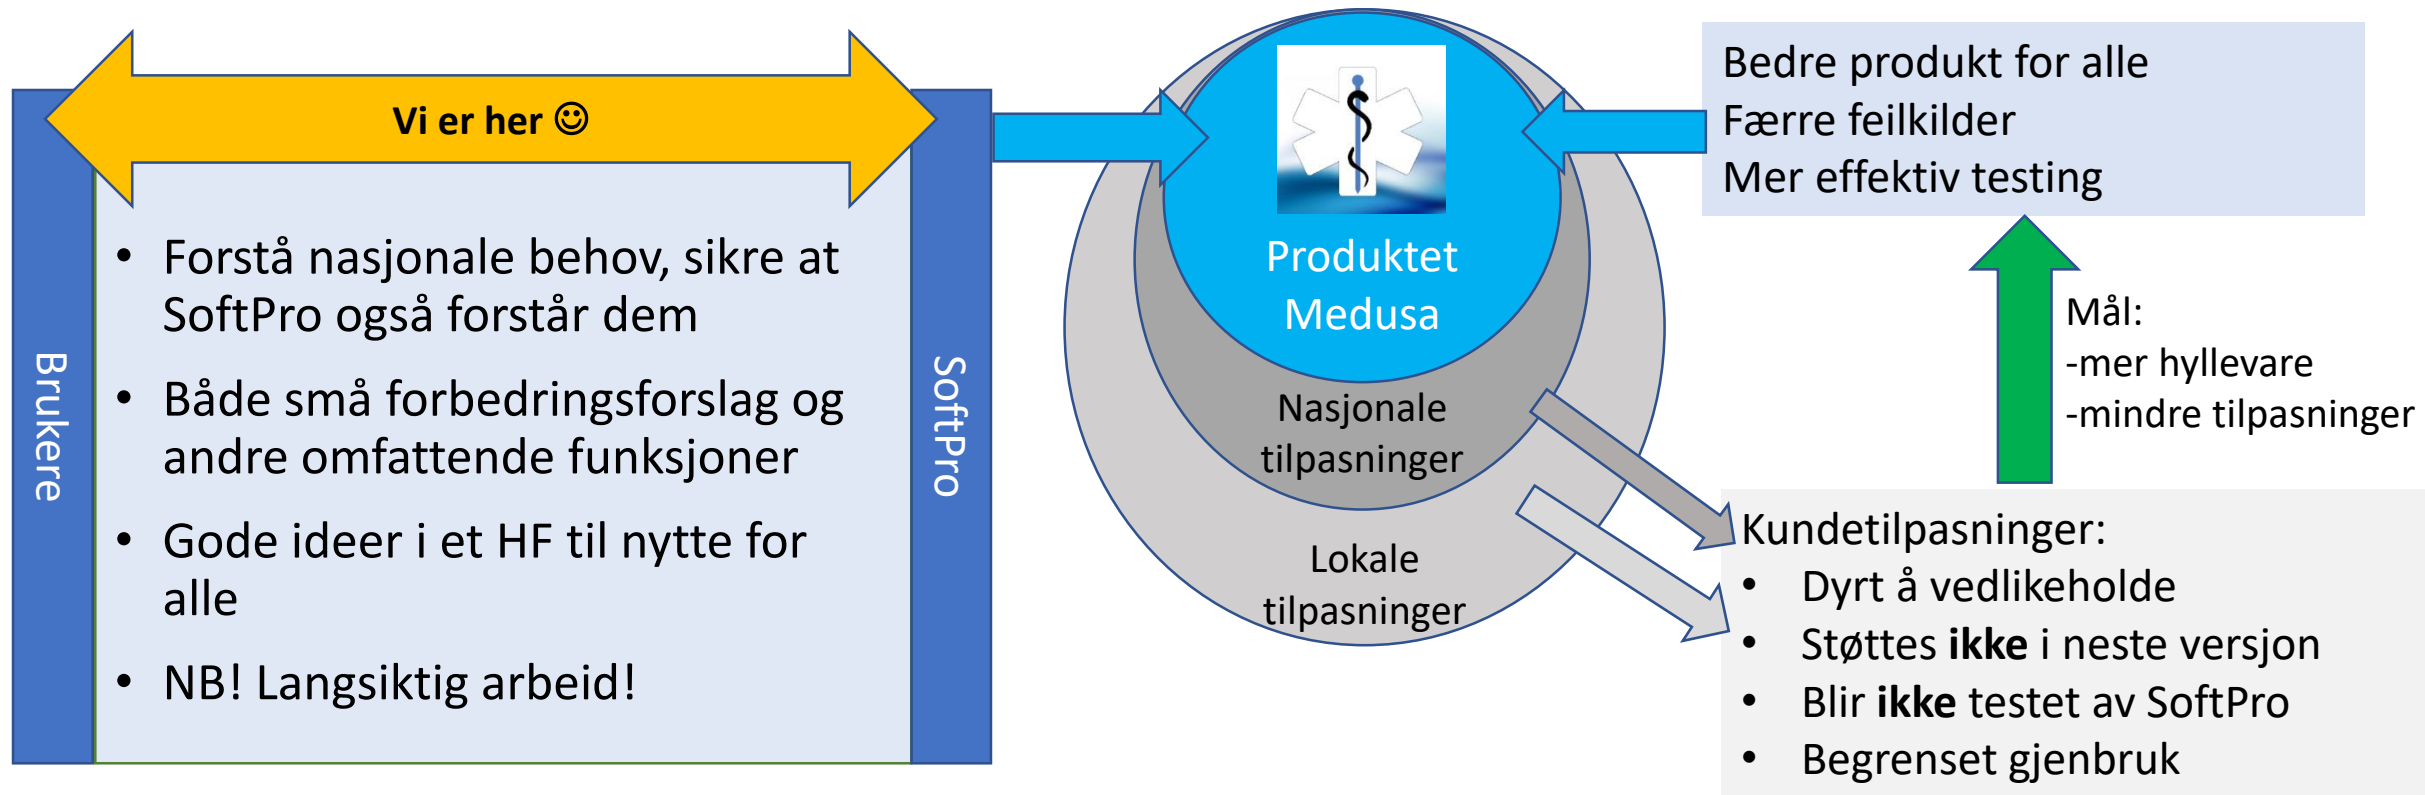 Brukere
Vi er her ☺
• Forstå nasjonale behov, sikre at
SoftPro også forstår dem
• Både små forbedringsforslag og
andre omfattende funksjoner
• Gode ideer i et HF til nytte for
alle
• NB! Langsiktig arbeid!
SoftPro
Produktet
Medusa
Nasjonale
tilpasninger
Lokale
tilpasninger
Bedre produkt for alle
Færre feilkilder
Mer effektiv testing
Mål:
-mer hyllevare
-mindre tilpasninger
Kundetilpasninger:
• Dyrt å vedlikeholde
• Støttes ikke i neste versjon
• Blir ikke testet av SoftPro
• Begrenset gjenbruk